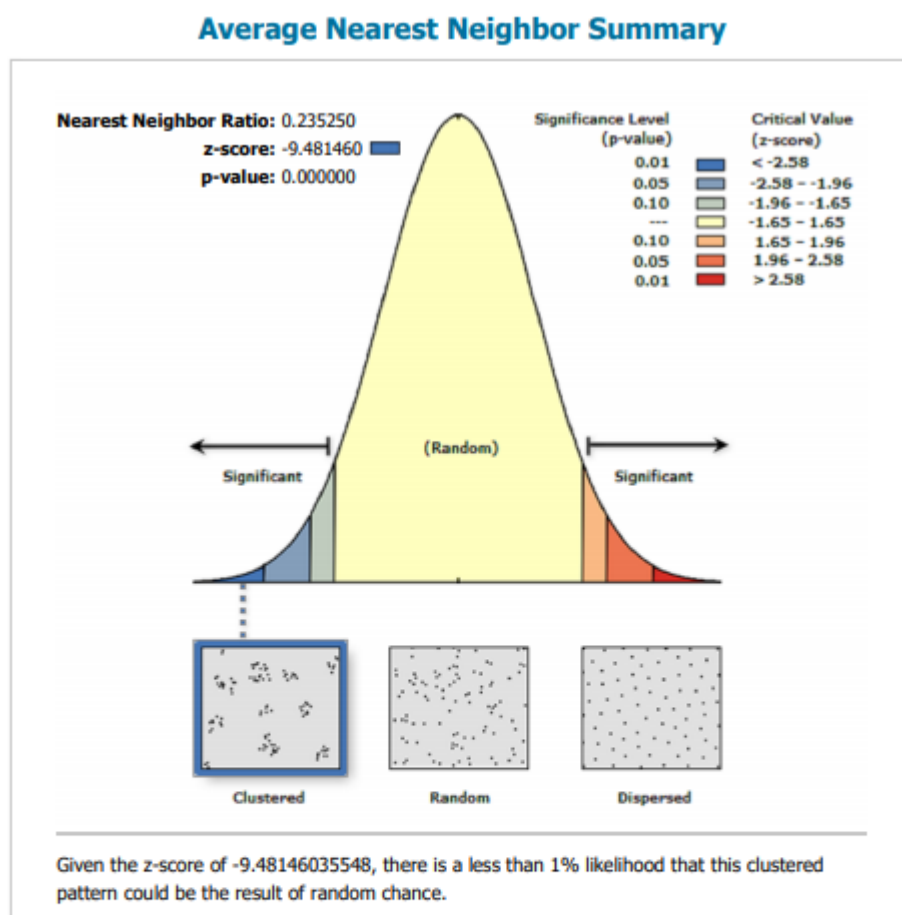 Average Nearest Neighbor Summary
Nearest Neighbor Ratio: 0.235250
z-score: -9.481460
p-value: 0.000000
Significance Level
(p-value)
Critical Value
(z-score)
0.01 < -2.58
0.05 -2.58 – -1.96
0.10 -1.96 – -1.65
--- -1.65 – 1.65
0.10 1.65 – 1.96
0.05 1.96 – 2.58
0.01 > 2.58
(Random)
Significant
Significant
Clustered
Random
Dispersed
Given the z-score of -9.48146035548, there is a less than 1% likelihood that this clustered
pattern could be the result of random chance.